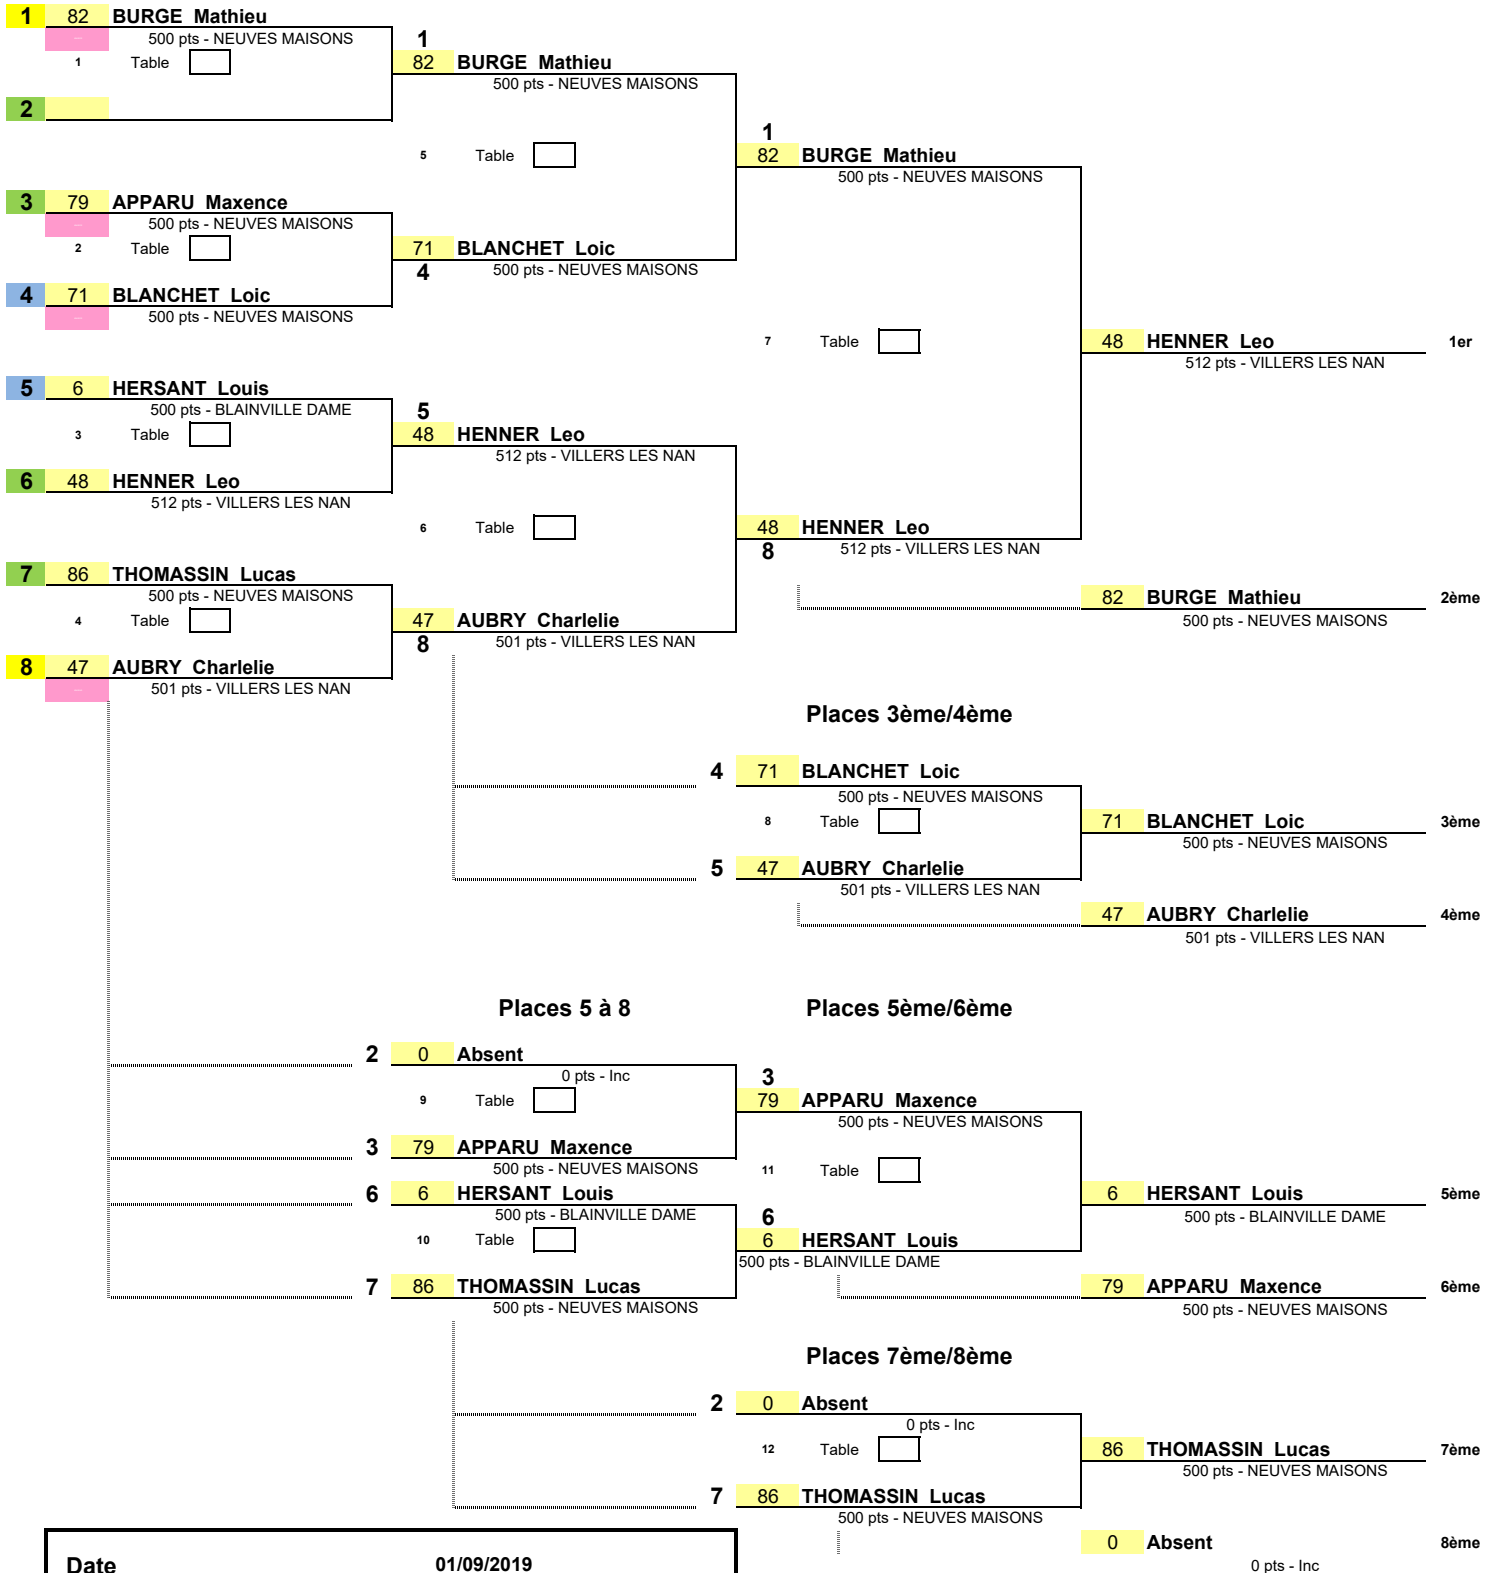 1 82 BURGE Mathieu
500 pts - NEUVES MAISONS 1
1 Table 82 BURGE Mathieu
500 pts - NEUVES MAISONS
2
1
5 Table 82 BURGE Mathieu
500 pts - NEUVES MAISONS
3 79 APPARU Maxence
500 pts - NEUVES MAISONS
2 Table 71 BLANCHET Loic
4 500 pts - NEUVES MAISONS
4 71 BLANCHET Loic
500 pts - NEUVES MAISONS
7 Table 48 HENNER Leo 1er
512 pts - VILLERS LES NAN
5 6 HERSANT Louis
500 pts - BLAINVILLE DAME 5
3 Table 48 HENNER Leo
512 pts - VILLERS LES NAN
6 48 HENNER Leo
512 pts - VILLERS LES NAN
6 Table 48 HENNER Leo
8 512 pts - VILLERS LES NAN
7 86 THOMASSIN Lucas
500 pts - NEUVES MAISONS 82 BURGE Mathieu 2ème
4 Table 47 AUBRY Charlelie 500 pts - NEUVES MAISONS
8 501 pts - VILLERS LES NAN
8 47 AUBRY Charlelie
501 pts - VILLERS LES NAN
Places 3ème/4ème
4 71 BLANCHET Loic
500 pts - NEUVES MAISONS
8 Table 71 BLANCHET Loic 3ème
500 pts - NEUVES MAISONS
5 47 AUBRY Charlelie
501 pts - VILLERS LES NAN
47 AUBRY Charlelie 4ème
501 pts - VILLERS LES NAN
Places 5 à 8 Places 5ème/6ème
2 0 Absent
0 pts - Inc 3
9 Table 79 APPARU Maxence
500 pts - NEUVES MAISONS
3 79 APPARU Maxence
500 pts - NEUVES MAISONS 11 Table
6 6 HERSANT Louis 6 HERSANT Louis 5ème
500 pts - BLAINVILLE DAME 6 500 pts - BLAINVILLE DAME
10 Table 6 HERSANT Louis
500 pts - BLAINVILLE DAME
7 86 THOMASSIN Lucas 79 APPARU Maxence 6ème
500 pts - NEUVES MAISONS 500 pts - NEUVES MAISONS
Places 7ème/8ème
2 0 Absent
0 pts - Inc
12 Table 86 THOMASSIN Lucas 7ème
500 pts - NEUVES MAISONS
7 86 THOMASSIN Lucas
500 pts - NEUVES MAISONS
0 Absent 8ème
Date 01/09/2019 0 pts - Inc